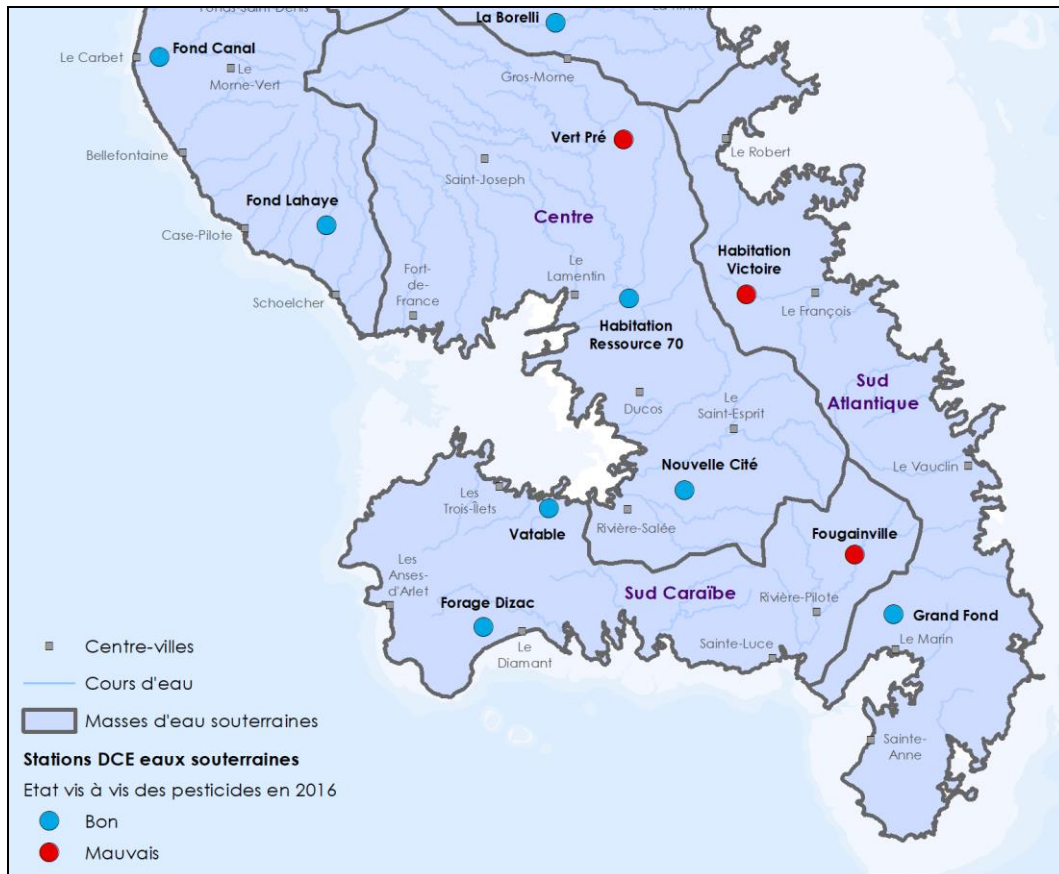 Fonds-Saint-Denis
La Borelli
Le Carbet
Fond Canal
Le
Morne-Vert
Gros-Morne
Vert Pré
Le Robert
Bellefontaine
Saint-Joseph
Fond Lahaye
Centre
Case-Pilote
Habitation
Victoire
Le
Lamentin
Fort-
de-
France
Schoelcher
Le François
Habitation
Ressource 70
Sud
Atlantique
Ducos
Le
Saint-Esprit
Nouvelle Cité
Le Vauclin
Les
Trois-Îlets
Vatable
Rivière-Salée
Fougainville
Les
Anses-
d'Arlet
Sud Caraïbe
Forage Dizac
Rivière-Pilote
Grand Fond
Le
Diamant
Sainte-Luce
Le Marin
Sainte-
Anne
Centre-villes
Cours d'eau
Masses d'eau souterraines
Stations DCE eaux souterraines
Etat vis à vis des pesticides en 2016
Bon
Mauvais